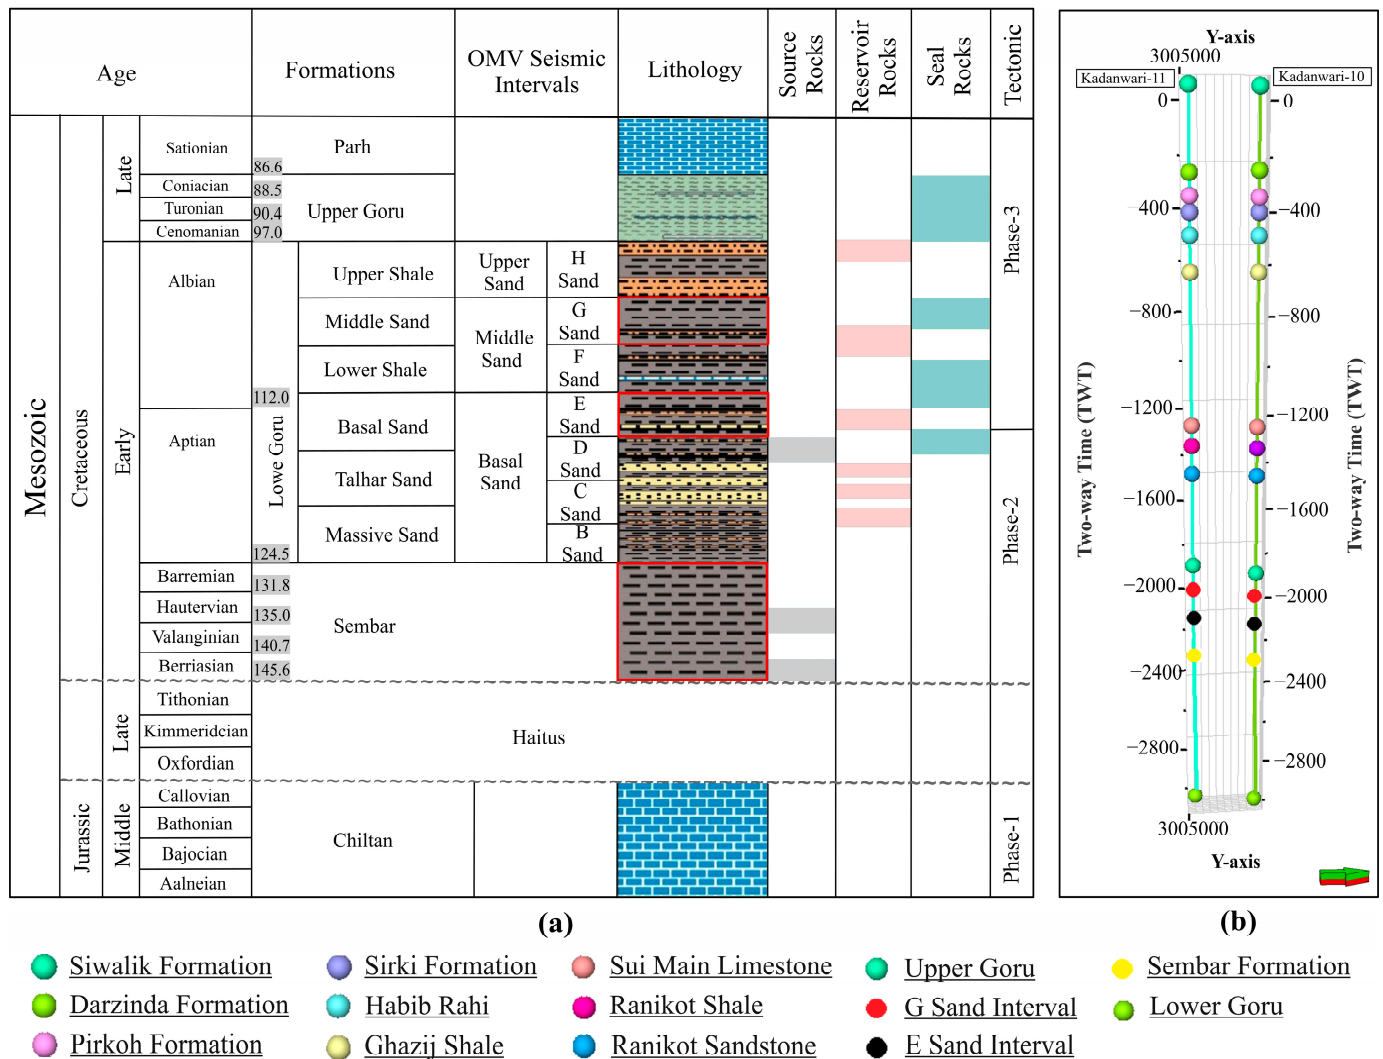 Age
Formations
OMV Seismic
Intervals
Lithology
Source
Rocks
Reservoir
Rocks
Seal
Rocks
Tectonic
Mesozoic
Cretaceous
Jurassic
Late
Early
Late
Middle
Sationian
86.6
Coniacian
88.5
Turonian
90.4
Cenomanian
97.0
Albian
112.0
Aptian
124.5
Barremian
131.8
Hautervian
135.0
Valanginian
140.7
Berriasian
145.6
Tithonian
Kimmeridcian
Oxfordian
Callovian
Bathonian
Bajocian
Aalneian
Parh
Upper Goru
Lowe Goru
Upper Shale
Middle Sand
Lower Shale
Basal Sand
Talhar Sand
Massive Sand
Sembar
Haitus
Chiltan
Upper
Sand
Middle
Sand
Basal
Sand
H
Sand
G
Sand
F
Sand
E
Sand
D
Sand
C
Sand
B
Sand
Phase-3
Phase-2
Phase-1
(a)
Y-axis
3005000
Kadanwari-11
Kadanwari-10
0
−400
−800
−1200
−1600
−2000
−2400
−2800
0
−400
−800
−1200
−1600
−2000
−2400
−2800
Two-way Time (TWT)
Two-way Time (TWT)
3005000
Y-axis
(b)
Siwalik Formation
Sirki Formation
Sui Main Limestone
Upper Goru
Sembar Formation
Darzinda Formation
Habib Rahi
Ranikot Shale
G Sand Interval
Lower Goru
Pirkoh Formation
Ghazij Shale
Ranikot Sandstone
E Sand Interval